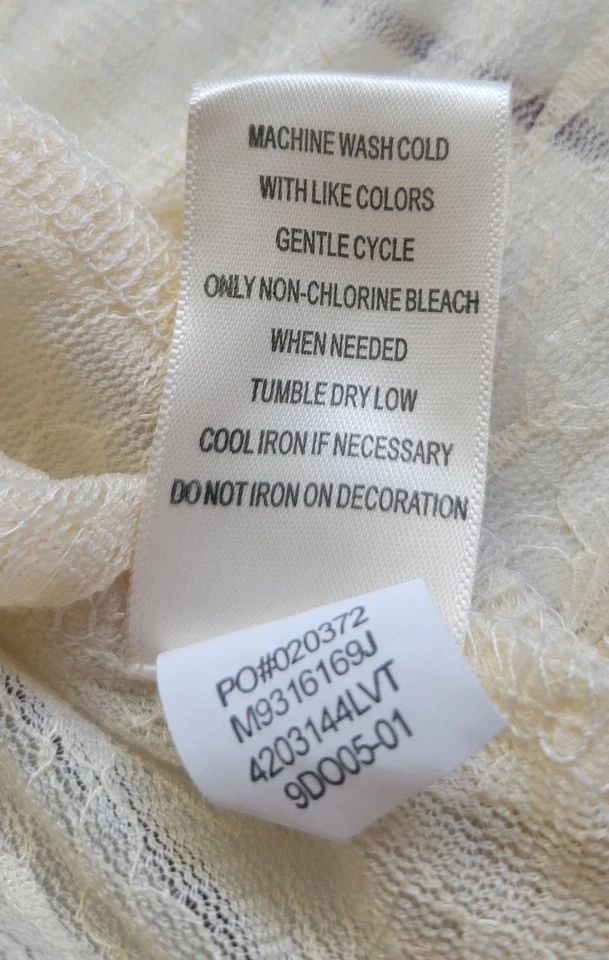 MACHINE WASH COLD
WITH LIKE COLORS
GENTLE CYCLE
ONLY NON-CHLORINE BLEACH
WHEN NEEDED
TUMBLE DRY LOW
COOL IRON IF NECESSARY
DO NOT IRON ON DECORATION
PO#020372
M9316169J
4203144LVT
9DO05-01